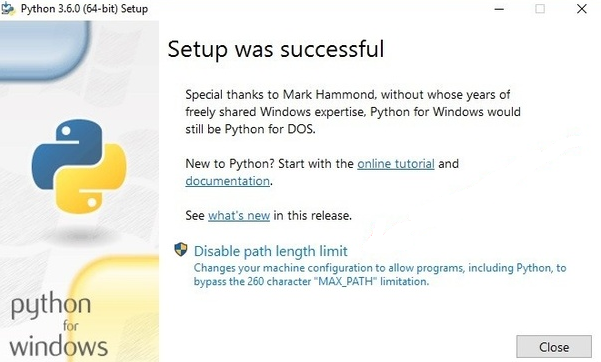 Python 3.6.0 (64-bit) Setup
Setup was successful
Special thanks to Mark Hammond, without whose years of
freely shared Windows expertise, Python for Windows would
still be Python for DOS.
New to Python? Start with the online tutorial and
documentation.
See what's new in this release.
Disable path length limit
Changes your machine configuration to allow programs, including Python, to
bypass the 260 character "MAX_PATH" limitation.
python
for
windows
Close